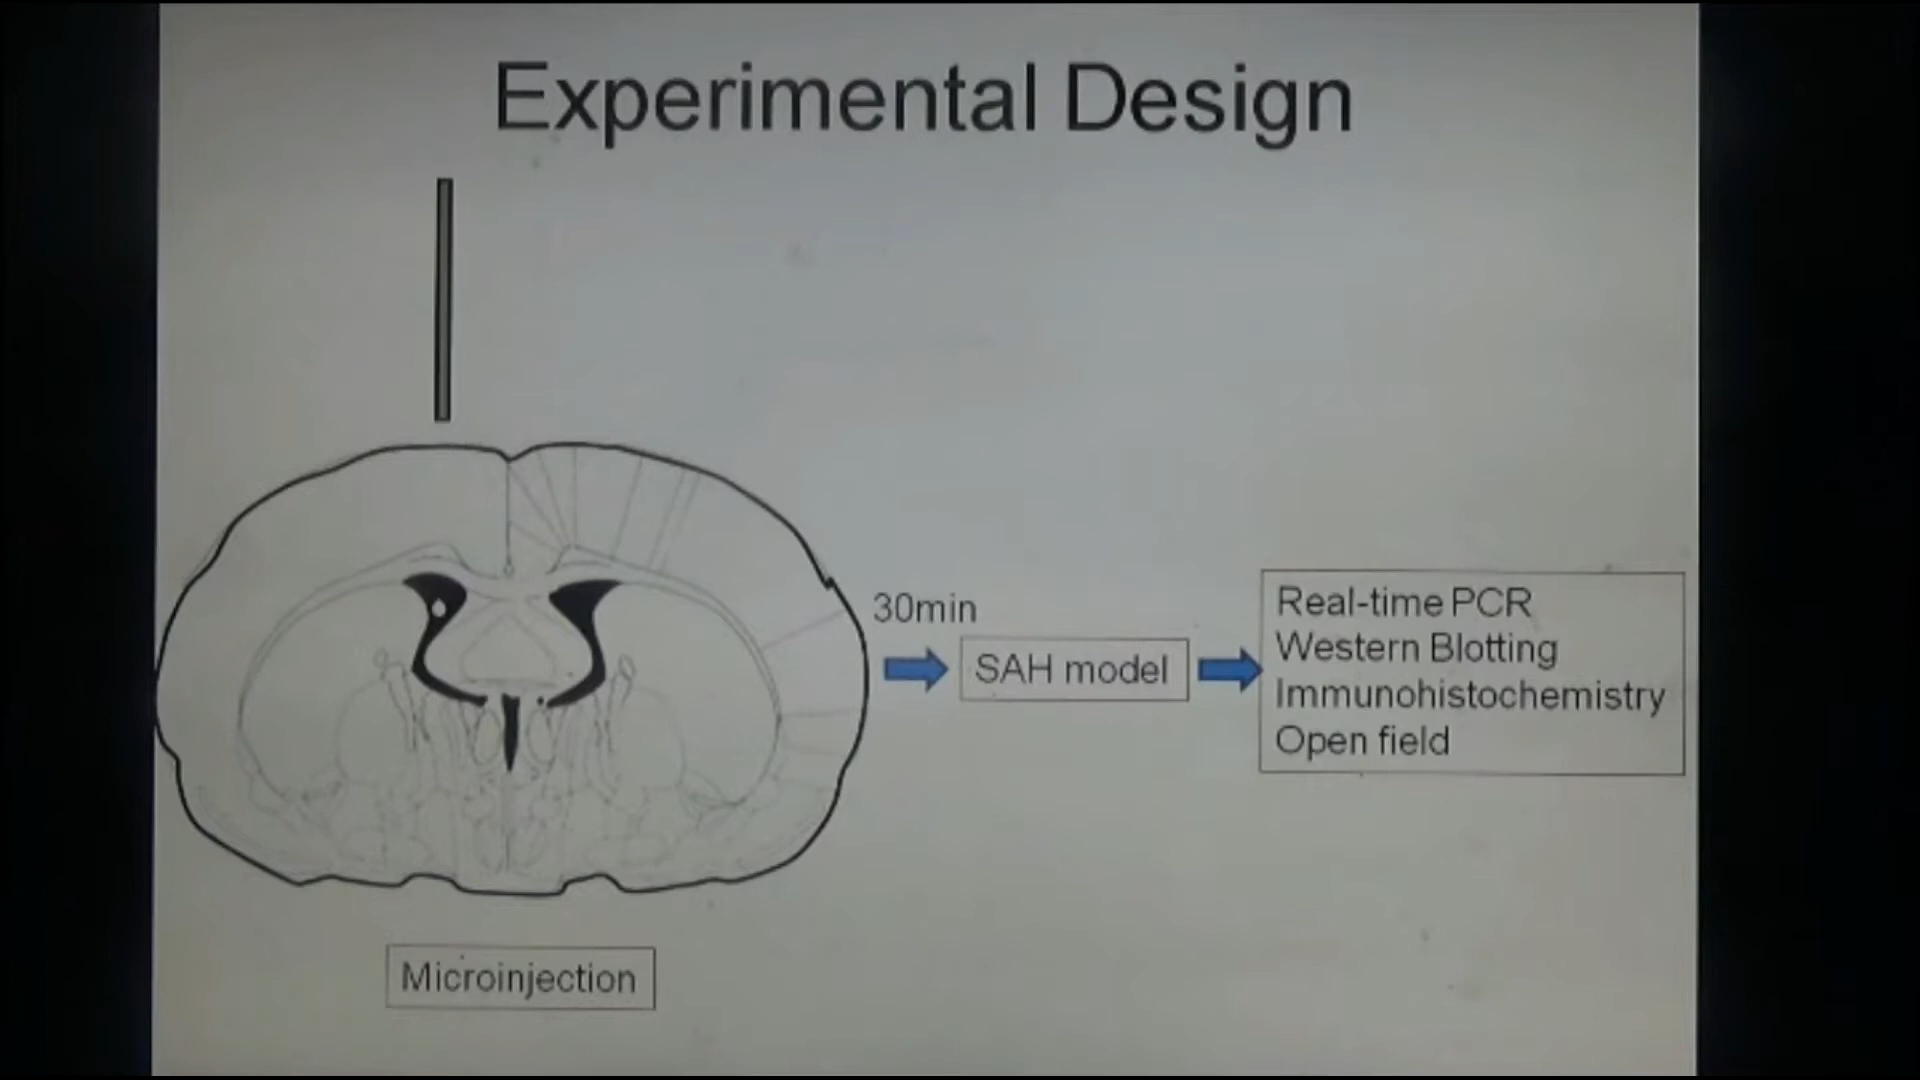 Experimental Design
30min
SAH model
Real-time PCR
Western Blotting
Immunohistochemistry
Open field
Microinjection